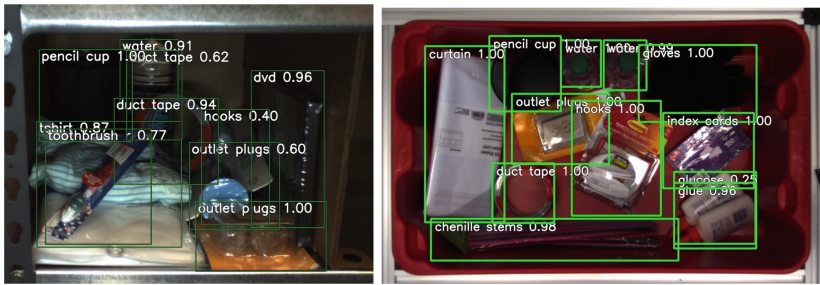 water 0.91
pencil cup 1.00
duct tape 0.62
dvd 0.96
duct tape 0.94
hooks 0.40
tshirt 0.87
toothbrush
0.77
outlet plugs 0.60
outlet plugs 1.00
pencil cup 1.00
water 1.00
water 0.99
curtain 1.00
gloves 1.00
outlet plugs 1.00
hooks 1.00
index cards 1.00
duct tape 1.00
glucose 0.25
glue 0.96
chenille stems 0.98